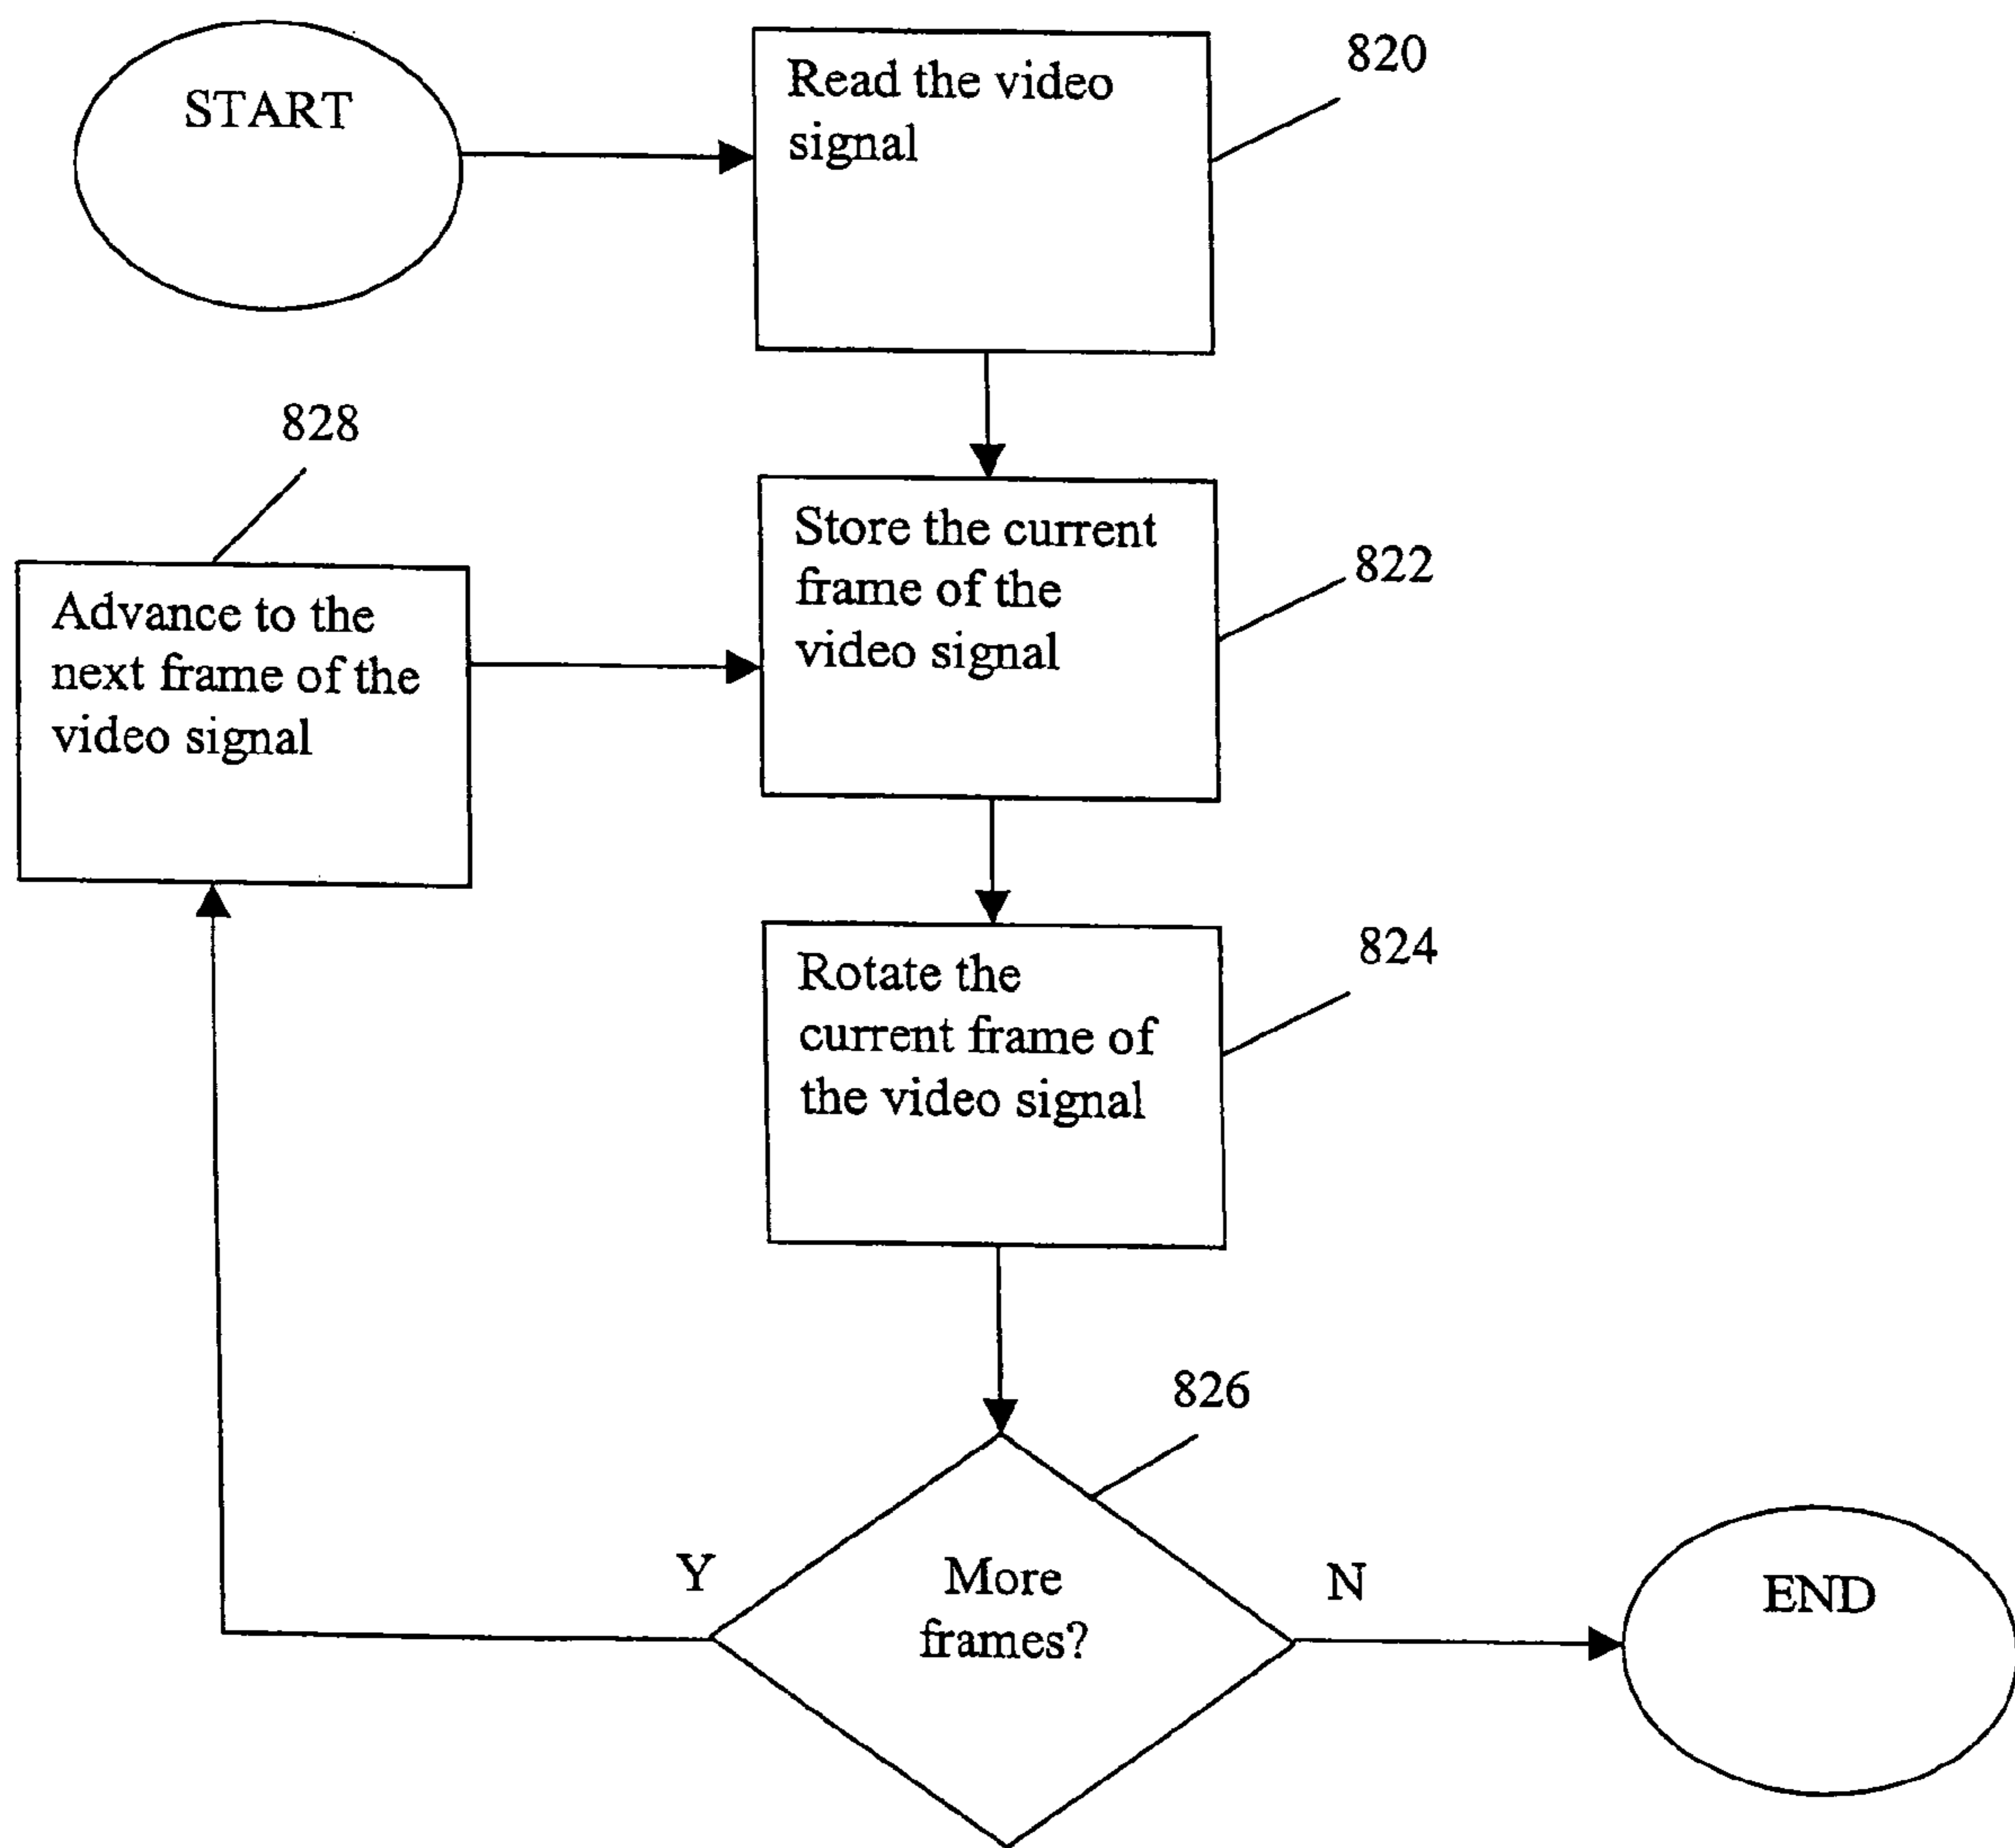 START
Read the video
signal
820
828
Store the current
frame of the
video signal
822
Advance to the
next frame of the
video signal
Rotate the
current frame of
the video signal
824
826
More
frames?
Y
N
END